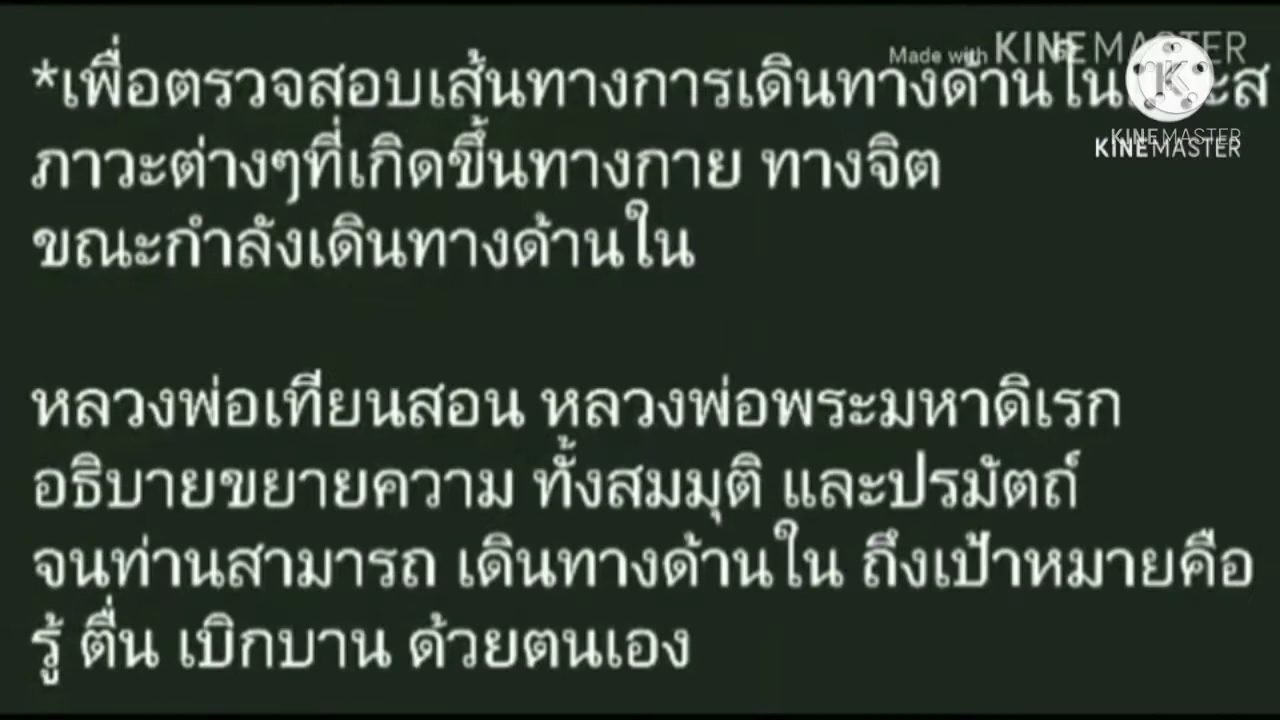 Made with KINEMASTER
*เพื่อตรวจสอบเส้นทางการเดินทางด้านใน
ภาวะต่างๆที่เกิดขึ้นทางกาย ทางจิต
KINEMASTER
KINEMASTER
ขณะกำลังเดินทางด้านใน
หลวงพ่อเทียนสอน หลวงพ่อพระมหาดิเรก
อธิบายขยายความ ทั้งสมมุติ และปรมัตถ์
จนท่านสามารถ เดินทางด้านใน ถึงเป้าหมายคือ
รู้ ตื่น เบิกบาน ด้วยตนเอง